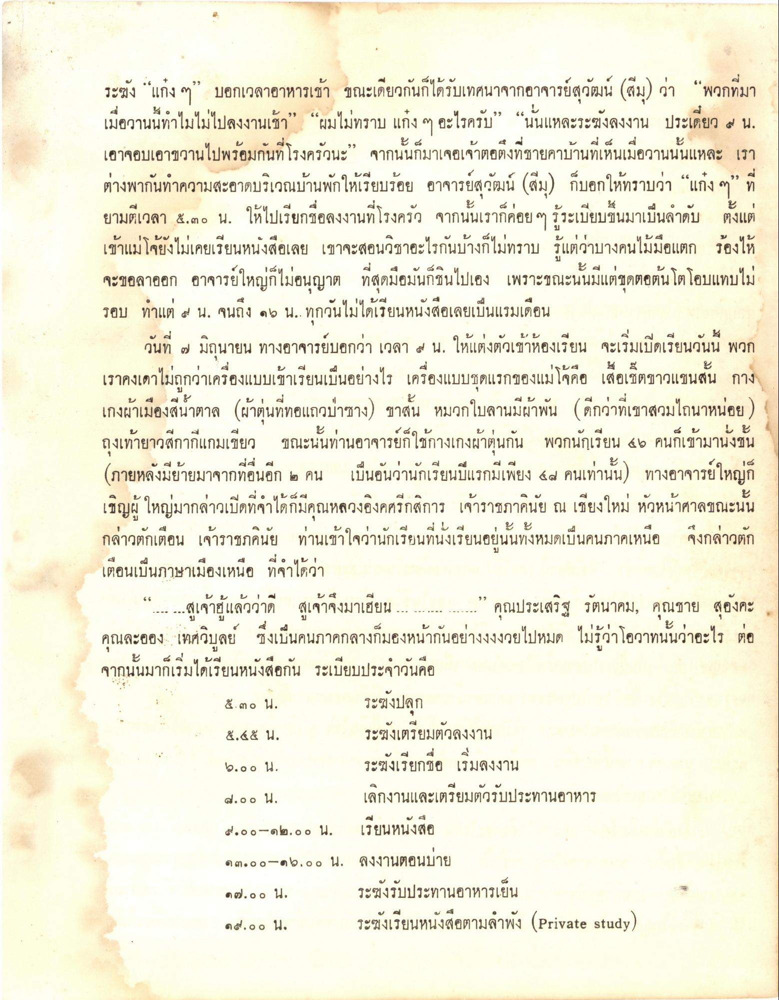 ระฆัง “แก๋ง ๆ” บอกเวลาอาหารเช้า ขณะเดียวกันก็ได้รับเทศนาจากอาจารย์สุวัฒน์ (สีมุ) ว่า “พวกที่มา
เมื่อวานนี้ทำไมไม่ไปลงงานเช้า” “ผมไม่ทราบ แก๋ง ๆ อะไรครับ” “นั่นแหละระฆังลงงาน ประเดี๋ยว ๙ น.
เอาจอบเอาขวานไปพร้อมกันที่โรงครัวนะ” จากนั้นก็มาเจอเจ้าตอตึงที่ชายคาบ้านที่เห็นเมื่อวานนั้นแหละ เรา
ต่างพากันทำความสะอาดบริเวณบ้านพักให้เรียบร้อย อาจารย์สุวัฒน์ (สีมุ) ก็บอกให้ทราบว่า “แก๋ง ๆ” ที่
ยามตีเวลา ๕.๓๐ น. ให้ไปเรียกชื่อลงงานที่โรงครัว จากนั้นเราก็ค่อย ๆ รู้ระเบียบขึ้นมาเป็นลำดับ ตั้งแต่
เข้าแม่โจ้ยังไม่เคยเรียนหนังสือเลย เขาจะสอนวิชาอะไรกันบ้างก็ไม่ทราบ รู้แต่ว่าบางคนไม้มือแตก ร้องไห้
จะขอลาออก อาจารย์ใหญ่ก็ไม่อนุญาต ที่สุดมือมันก็ชินไปเอง เพราะขณะนั้นมีแต่ขุดตอต้นโตโอบแทบไม่
รอบ ทำแต่ ๙ น. จนถึง ๑๖ น. ทุกวันไม่ได้เรียนหนังสือเลยเป็นแรมเดือน
วันที่ ๗ มิถุนายน ทางอาจารย์บอกว่า เวลา ๙ น. ให้แต่งตัวเข้าห้องเรียน จะเริ่มเปิดเรียนวันนี้ พวก
เราคงเดาไม่ถูกว่าเครื่องแบบเข้าเรียนเป็นอย่างไร เครื่องแบบชุดแรกของแม่โจ้คือ เสื้อเชิ๊ตขาวแขนสั้น กาง
เกงผ้าเมืองสีน้ำตาล (ผ้าตุ่นที่ทอแถวป่าซาง) ขาสั้น หมวกใบลานมีผ้าพัน (ดีกว่าที่เขาสวมไถนาหน่อย)
ถุงเท้ายาวสีกากีแกมเขียว ขณะนั้นท่านอาจารย์ก็ใช้กางเกงผ้าตุ่นกัน พวกนักเรียน ๔๖ คนก็เข้ามานั่งชั้น
(ภายหลังมีย้ายมาจากที่อื่นอีก ๒ คน เป็นอันว่านักเรียนปีแรกมีเพียง ๔๘ คนเท่านั้น) ทางอาจารย์ใหญ่ก็
เชิญผู้ใหญ่มากล่าวเปิดที่จำได้ก็มีคุณหลวงอิงคศรีกสิการ เจ้าราชภาคินัย ณ เชียงใหม่ หัวหน้าศาลขณะนั้น
กล่าวตักเตือน เจ้าราชภคินัย ท่านเข้าใจว่านักเรียนที่นั่งเรียนอยู่นั้นทั้งหมดเป็นคนภาคเหนือ จึงกล่าวตัก
เตือนเป็นภาษาเมืองเหนือ ที่จำได้ว่า
“.... ...สูเจ้าฮู้แล้วว่าดี สูเจ้าจึงมาเฮียน ... ... .... .......” คุณประเสริฐ รัตนาคม, คุณชาย สุอังคะ
คุณละออง เทศวิบูลย์ ซึ่งเป็นคนภาคกลางก็มองหน้ากันอย่างงงงวยไปหมด ไม่รู้ว่าโอวาทนั้นว่าอะไร ต่อ
จากนั้นมาก็เริ่มได้เรียนหนังสือกัน ระเบียบประจำวันคือ
๕.๓๐ น. ระฆังปลุก
๕.๔๕ น. ระฆังเตรียมตัวลงงาน
๖.๐๐ น. ระฆังเรียกชื่อ เริ่มลงงาน
๘.๐๐ น. เลิกงานและเตรียมตัวรับประทานอาหาร
๙.๐๐–๑๒.๐๐ น. เรียนหนังสือ
๑๓.๐๐–๑๖.๐๐ น. ลงงานตอนบ่าย
๑๗.๐๐ น. ระฆังรับประทานอาหารเย็น
๑๙.๐๐ น. ระฆังเรียนหนังสือตามลำพัง (Private study)